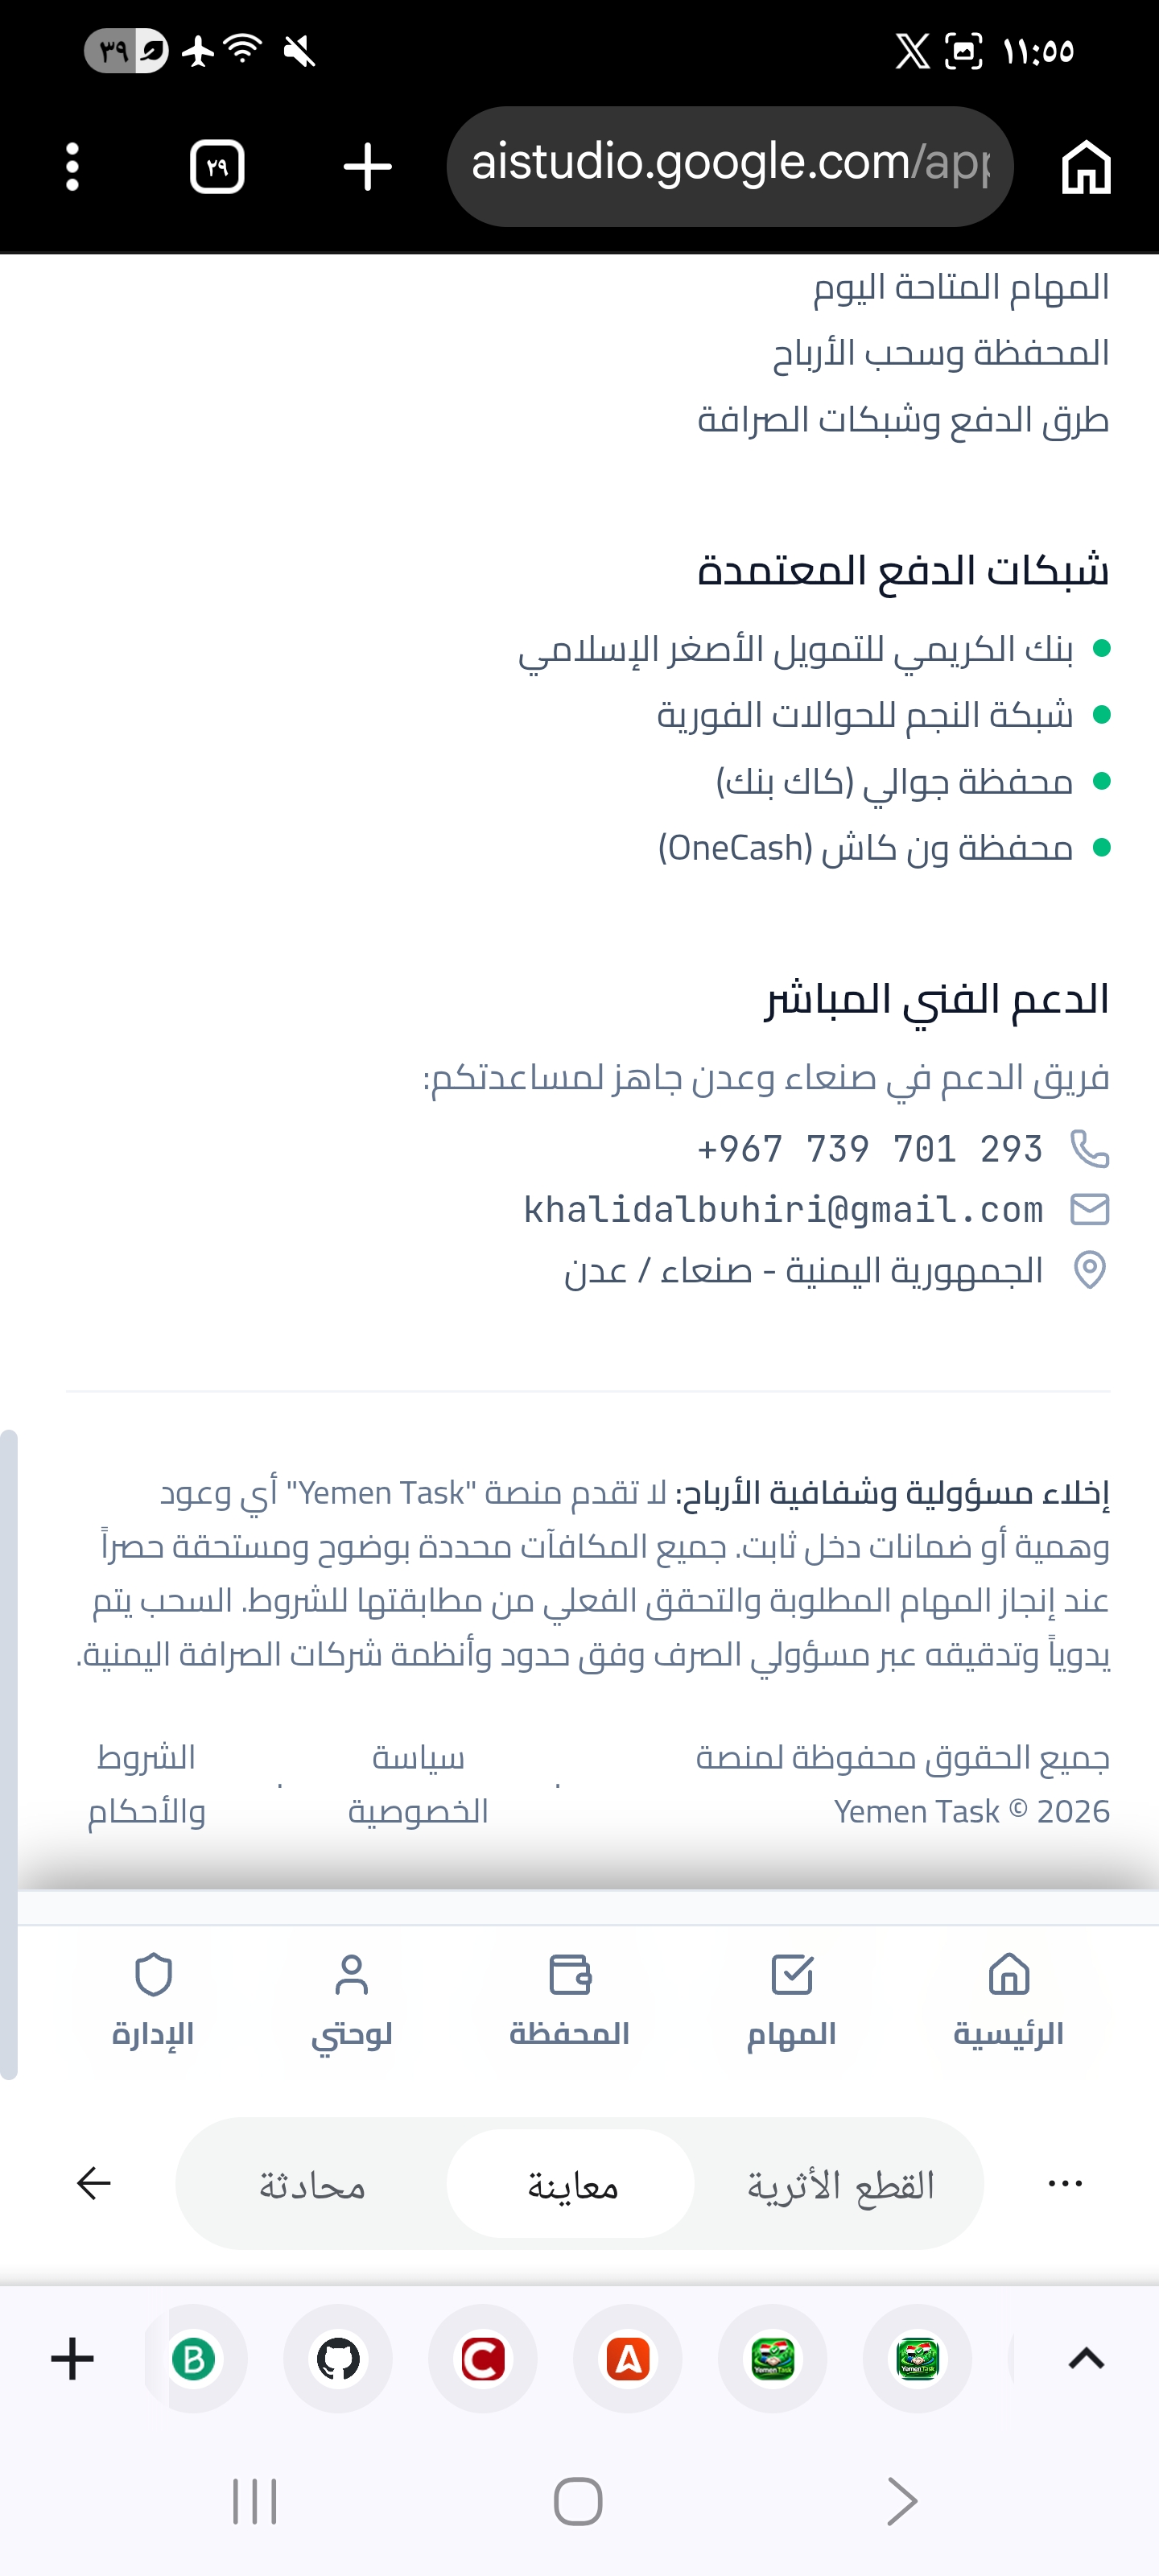 ٣٩
١١:٥٥
٢٩
aistudio.google.com/app
المهام المتاحة اليوم
المحفظة وسحب الأرباح
طرق الدفع وشبكات الصرافة
شبكات الدفع المعتمدة
بنك الكريمي للتمويل الأصغر الإسلامي
شبكة النجم للحوالات الفورية
محفظة جوالي (كاك بنك)
محفظة ون كاش (OneCash)
الدعم الفني المباشر
فريق الدعم في صنعاء وعدن جاهز لمساعدتكم:
+967 739 701 293
khalidalbuhiri@gmail.com
الجمهورية اليمنية - صنعاء / عدن
إخلاء مسؤولية وشفافية الأرباح: لا تقدم منصة "Yemen Task" أي وعود
وهمية أو ضمانات دخل ثابت. جميع المكافآت محددة بوضوح ومستحقة حصراً
عند إنجاز المهام المطلوبة والتحقق الفعلي من مطابقتها للشروط. السحب يتم
يدوياً وتدقيقه عبر مسؤولي الصرف وفق حدود وأنظمة شركات الصرافة اليمنية.
جميع الحقوق محفوظة لمنصة
Yemen Task © 2026
·
سياسة
الخصوصية
·
الشروط
والأحكام
الرئيسية
المهام
المحفظة
لوحتي
الإدارة
القطع الأثرية
معاينة
محادثة
Yemen Task
Yemen Task
A
C
B